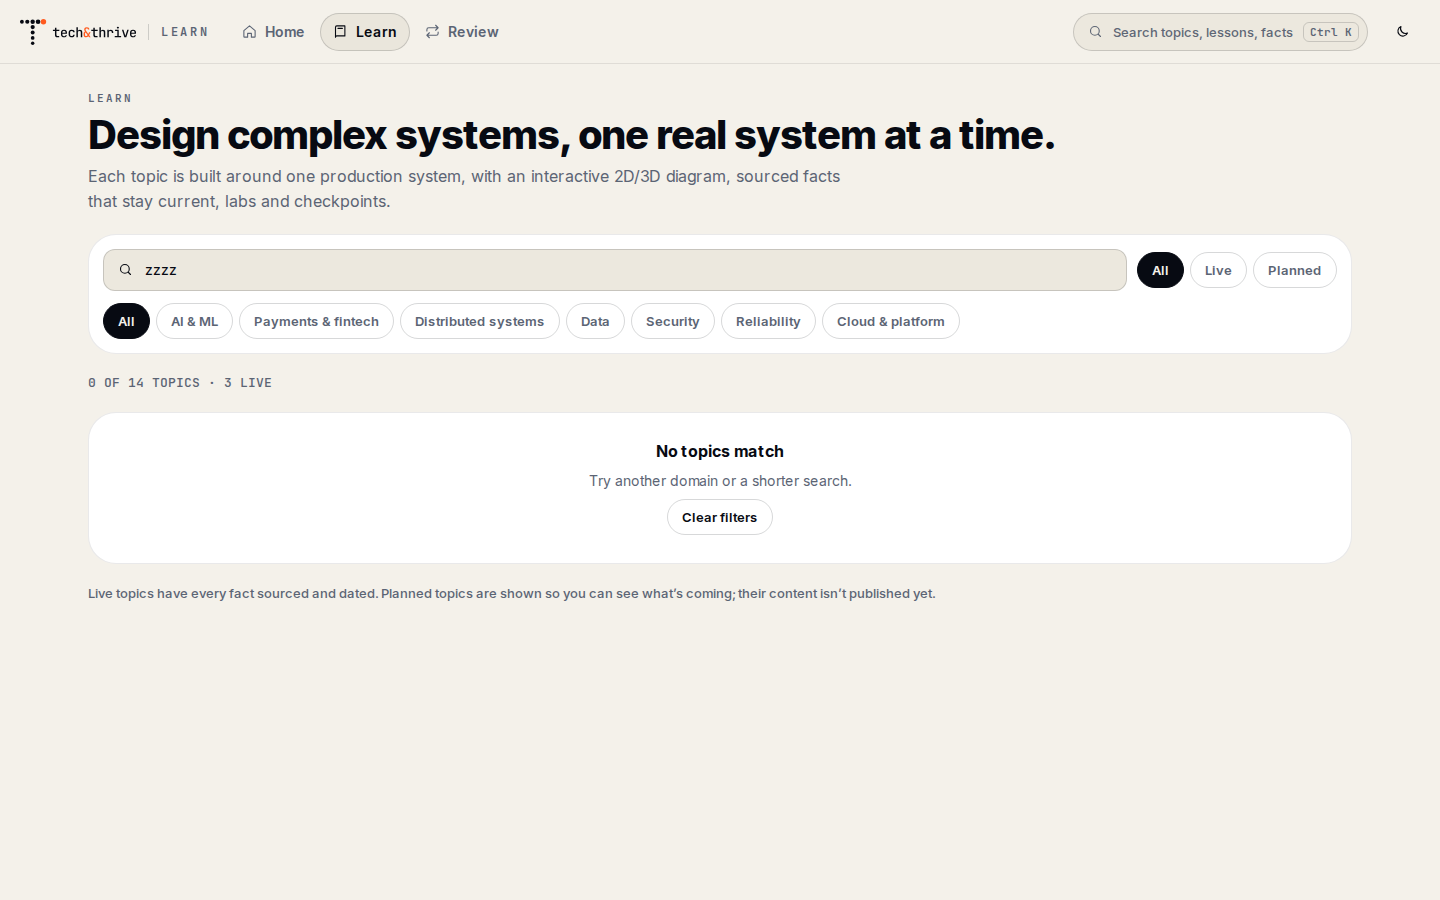 tech&thrive LEARN Home Learn Review Search topics, lessons, facts Ctrl K
LEARN
Design complex systems, one real system at a time.
Each topic is built around one production system, with an interactive 2D/3D diagram, sourced facts
that stay current, labs and checkpoints.
zzzz All Live Planned
All AI & ML Payments & fintech Distributed systems Data Security Reliability Cloud & platform
0 OF 14 TOPICS · 3 LIVE
No topics match
Try another domain or a shorter search.
Clear filters
Live topics have every fact sourced and dated. Planned topics are shown so you can see what’s coming; their content isn’t published yet.